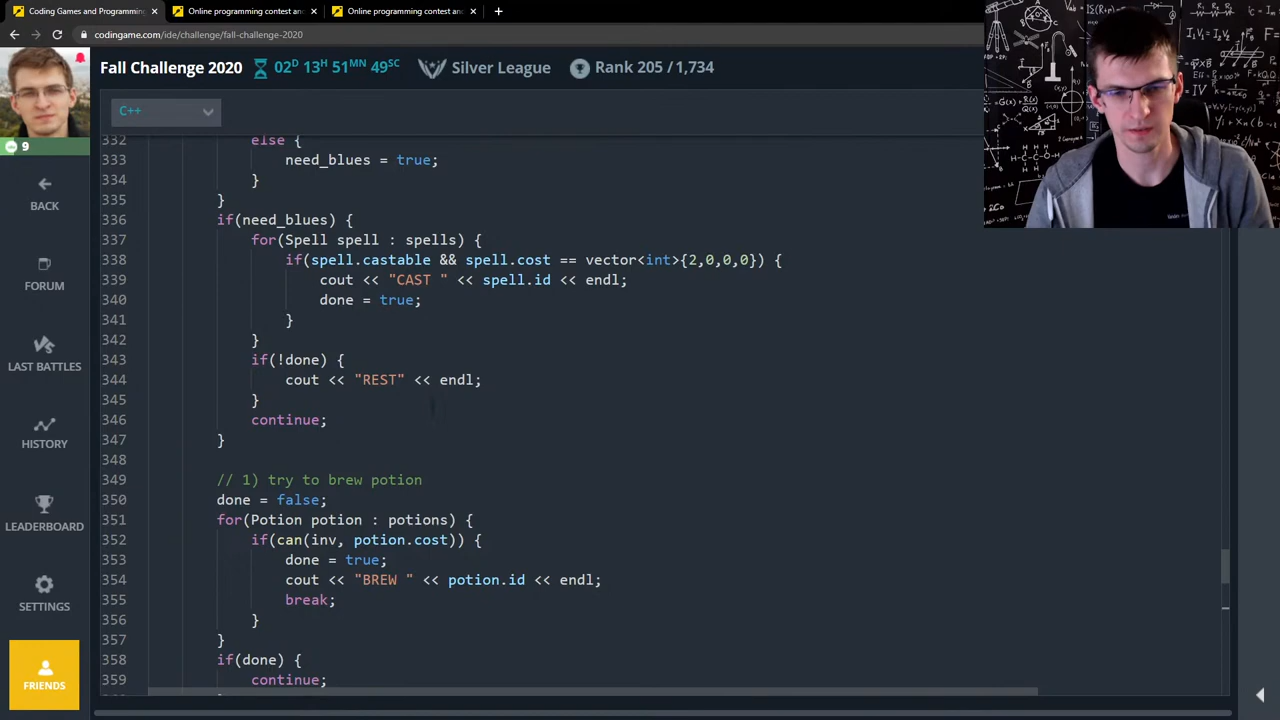 Coding Games and Programming
Online programming contest and
Online programming contest and
codingame.com/ide/challenge/fall-challenge-2020
Fall Challenge 2020
02D 13H 51MN 49SC
Silver League
Rank 205 / 1,734
9
C++
BACK
FORUM
LAST BATTLES
HISTORY
LEADERBOARD
SETTINGS
FRIENDS
332 else {
333 need_blues = true;
334 }
335 }
336 if(need_blues) {
337 for(Spell spell : spells) {
338 if(spell.castable && spell.cost == vector<int>{2,0,0,0}) {
339 cout << "CAST " << spell.id << endl;
340 done = true;
341 }
342 }
343 if(!done) {
344 cout << "REST" << endl;
345 }
346 continue;
347 }
348
349 // 1) try to brew potion
350 done = false;
351 for(Potion potion : potions) {
352 if(can(inv, potion.cost)) {
353 done = true;
354 cout << "BREW " << potion.id << endl;
355 break;
356 }
357 }
358 if(done) {
359 continue;